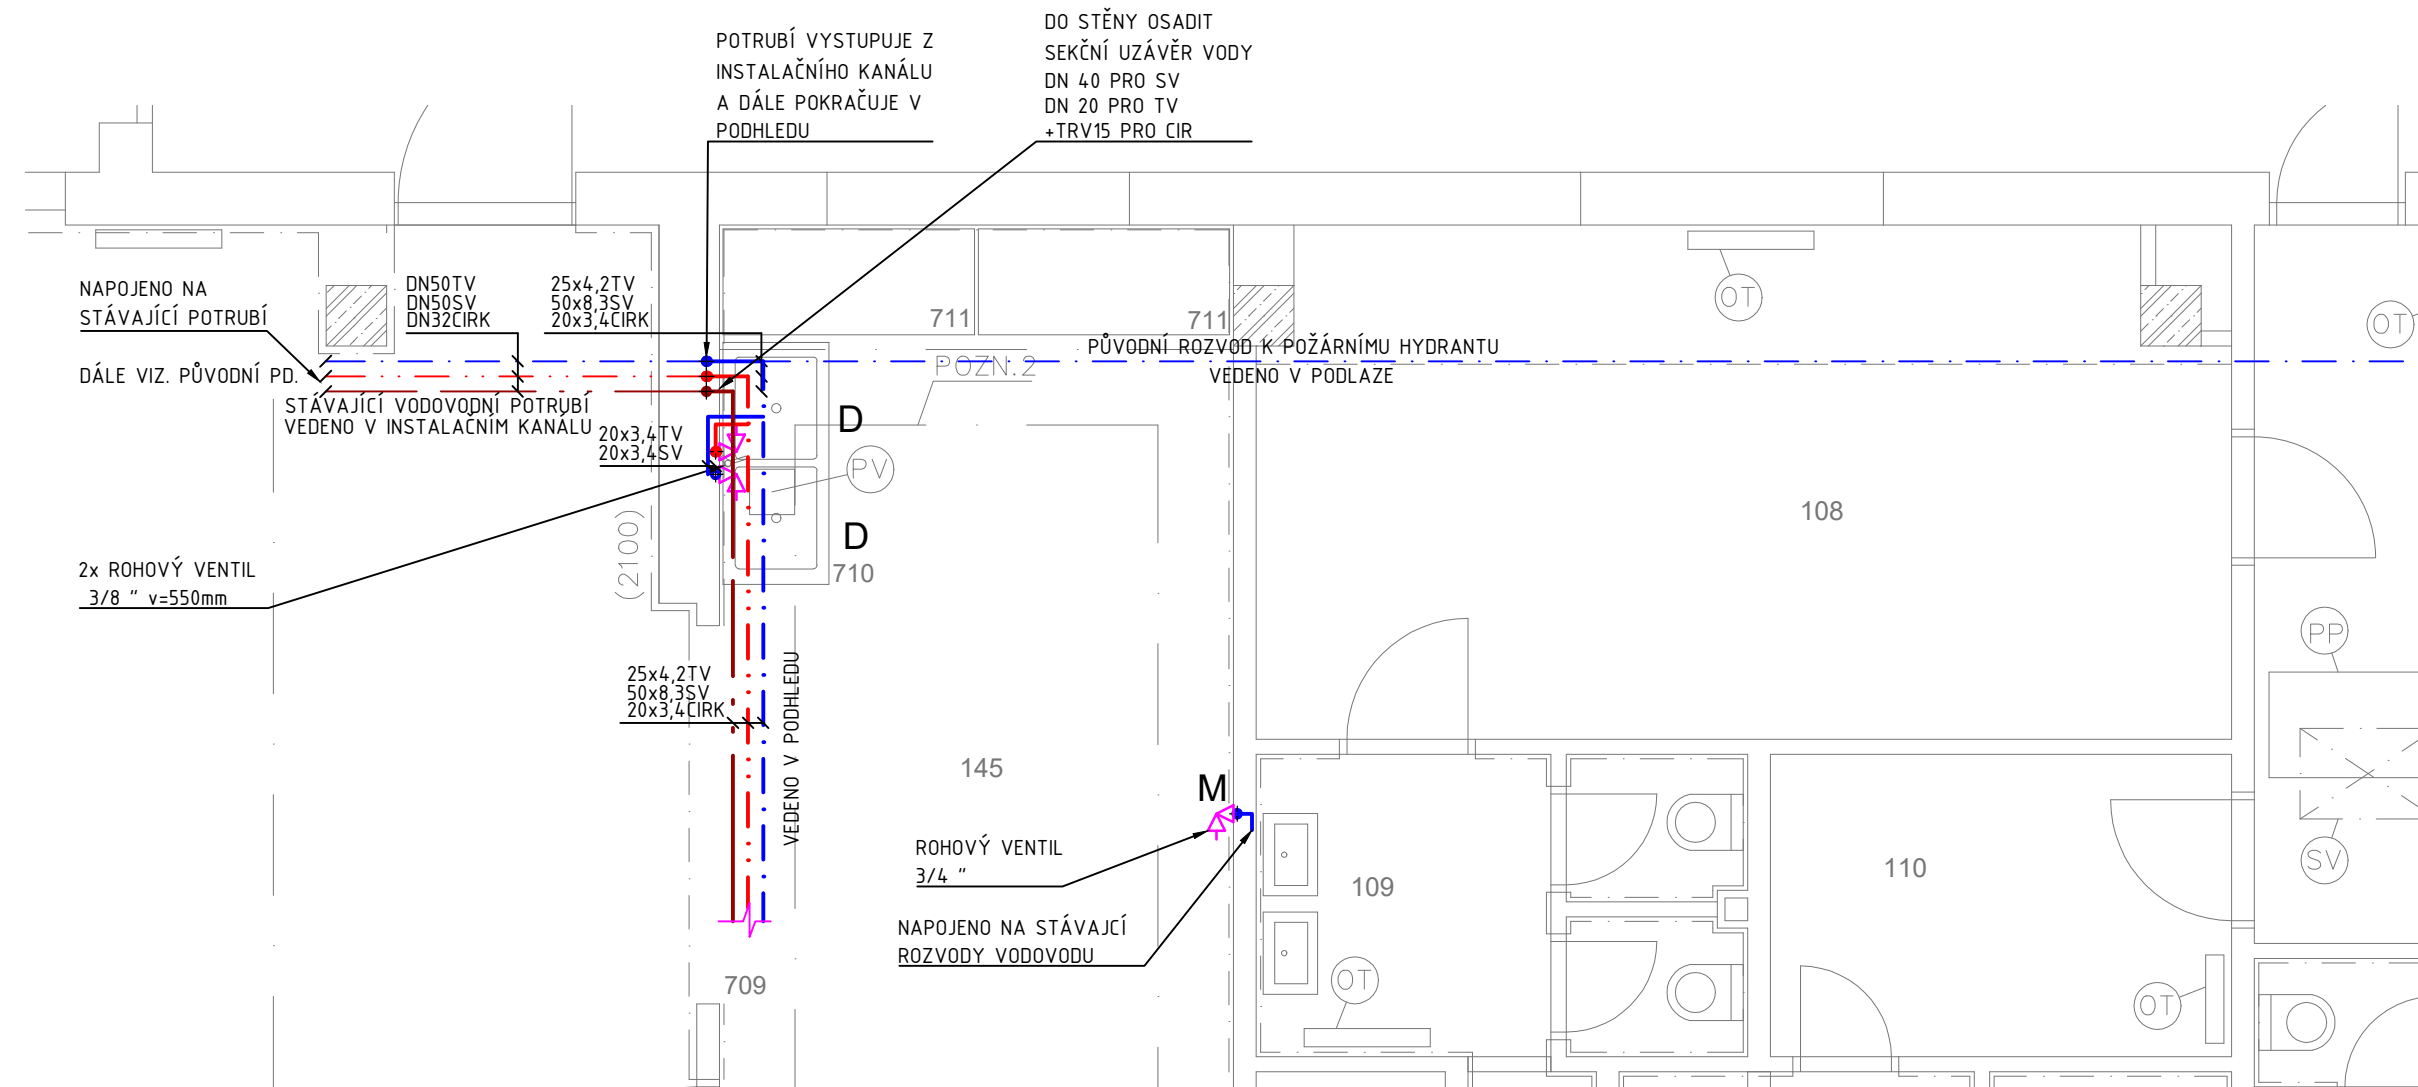 POTRUBÍ VYSTUPUJE Z
INSTALAČNÍHO KANÁLU
A DÁLE POKRAČUJE V
PODHLEDU
DO STĚNY OSADIT
SEKČNÍ UZÁVĚR VODY
DN 40 PRO SV
DN 20 PRO TV
+TRV15 PRO CIR
NAPOJENO NA
STÁVAJÍCÍ POTRUBÍ
DÁLE VIZ. PŮVODNÍ PD.
DN50TV
DN50SV
DN32CIRK
25x4,2TV
50x8,3SV
20x3,4CIRK
STÁVAJÍCÍ VODOVODNÍ POTRUBÍ
VEDENO V INSTALAČNÍM KANÁLU
711
711
OT
OT
PŮVODNÍ ROZVOD K POŽÁRNÍMU HYDRANTU
VEDENO V PODLAZE
POZN.2
20x3,4TV
20x3,4SV
D
PV
D
710
108
(2100)
2x ROHOVÝ VENTIL
3/8 " v=550mm
25x4,2TV
50x8,3SV
20x3,4CIRK
VEDENO V PODHLEDU
PP
145
M
ROHOVÝ VENTIL
3/4 "
109
110
SV
NAPOJENO NA STÁVAJCÍ
ROZVODY VODOVODU
709
OT
OT